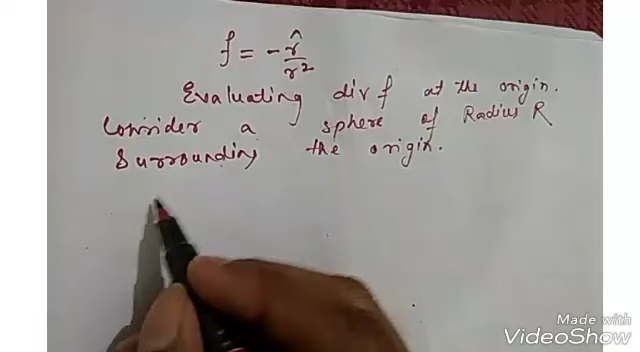 f = - r̂/r²
Evaluating div f at the origin.
Consider a sphere of Radius R
Surrounding the origin.
Made with
VideoShow